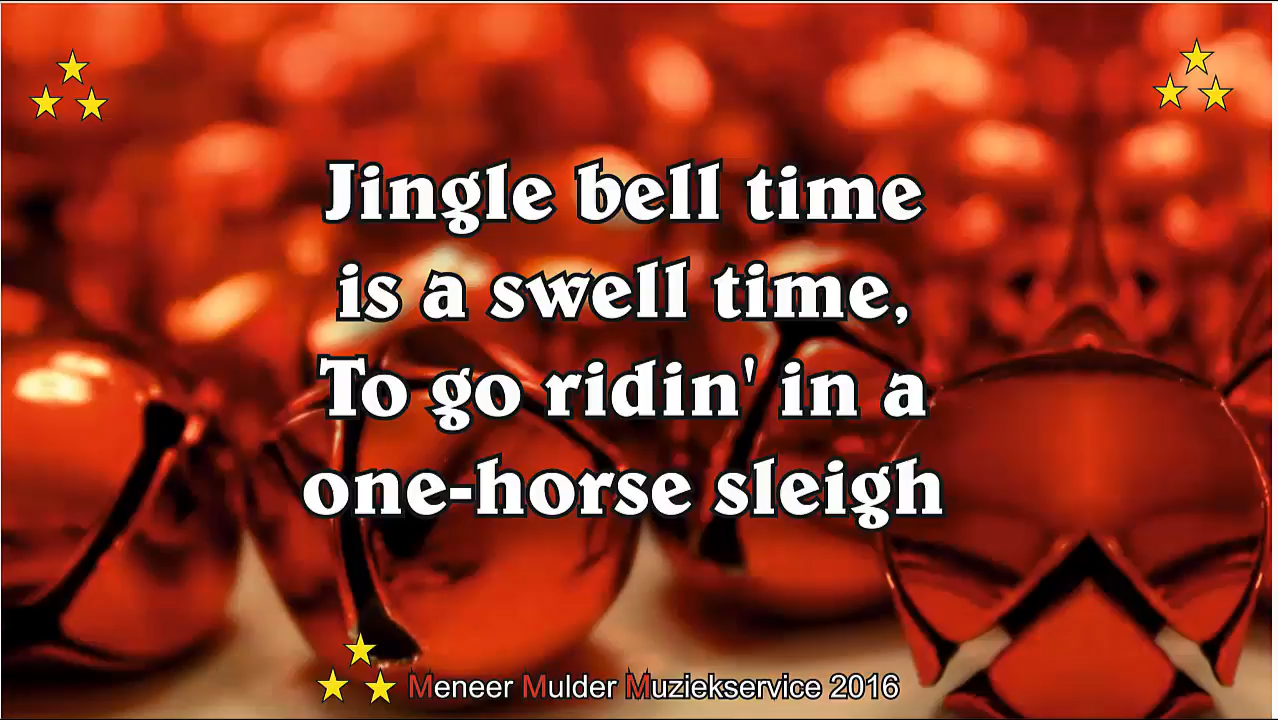 Jingle bell time
is a swell time,
To go ridin' in a
one-horse sleigh
Meneer Mulder Muziekservice 2016